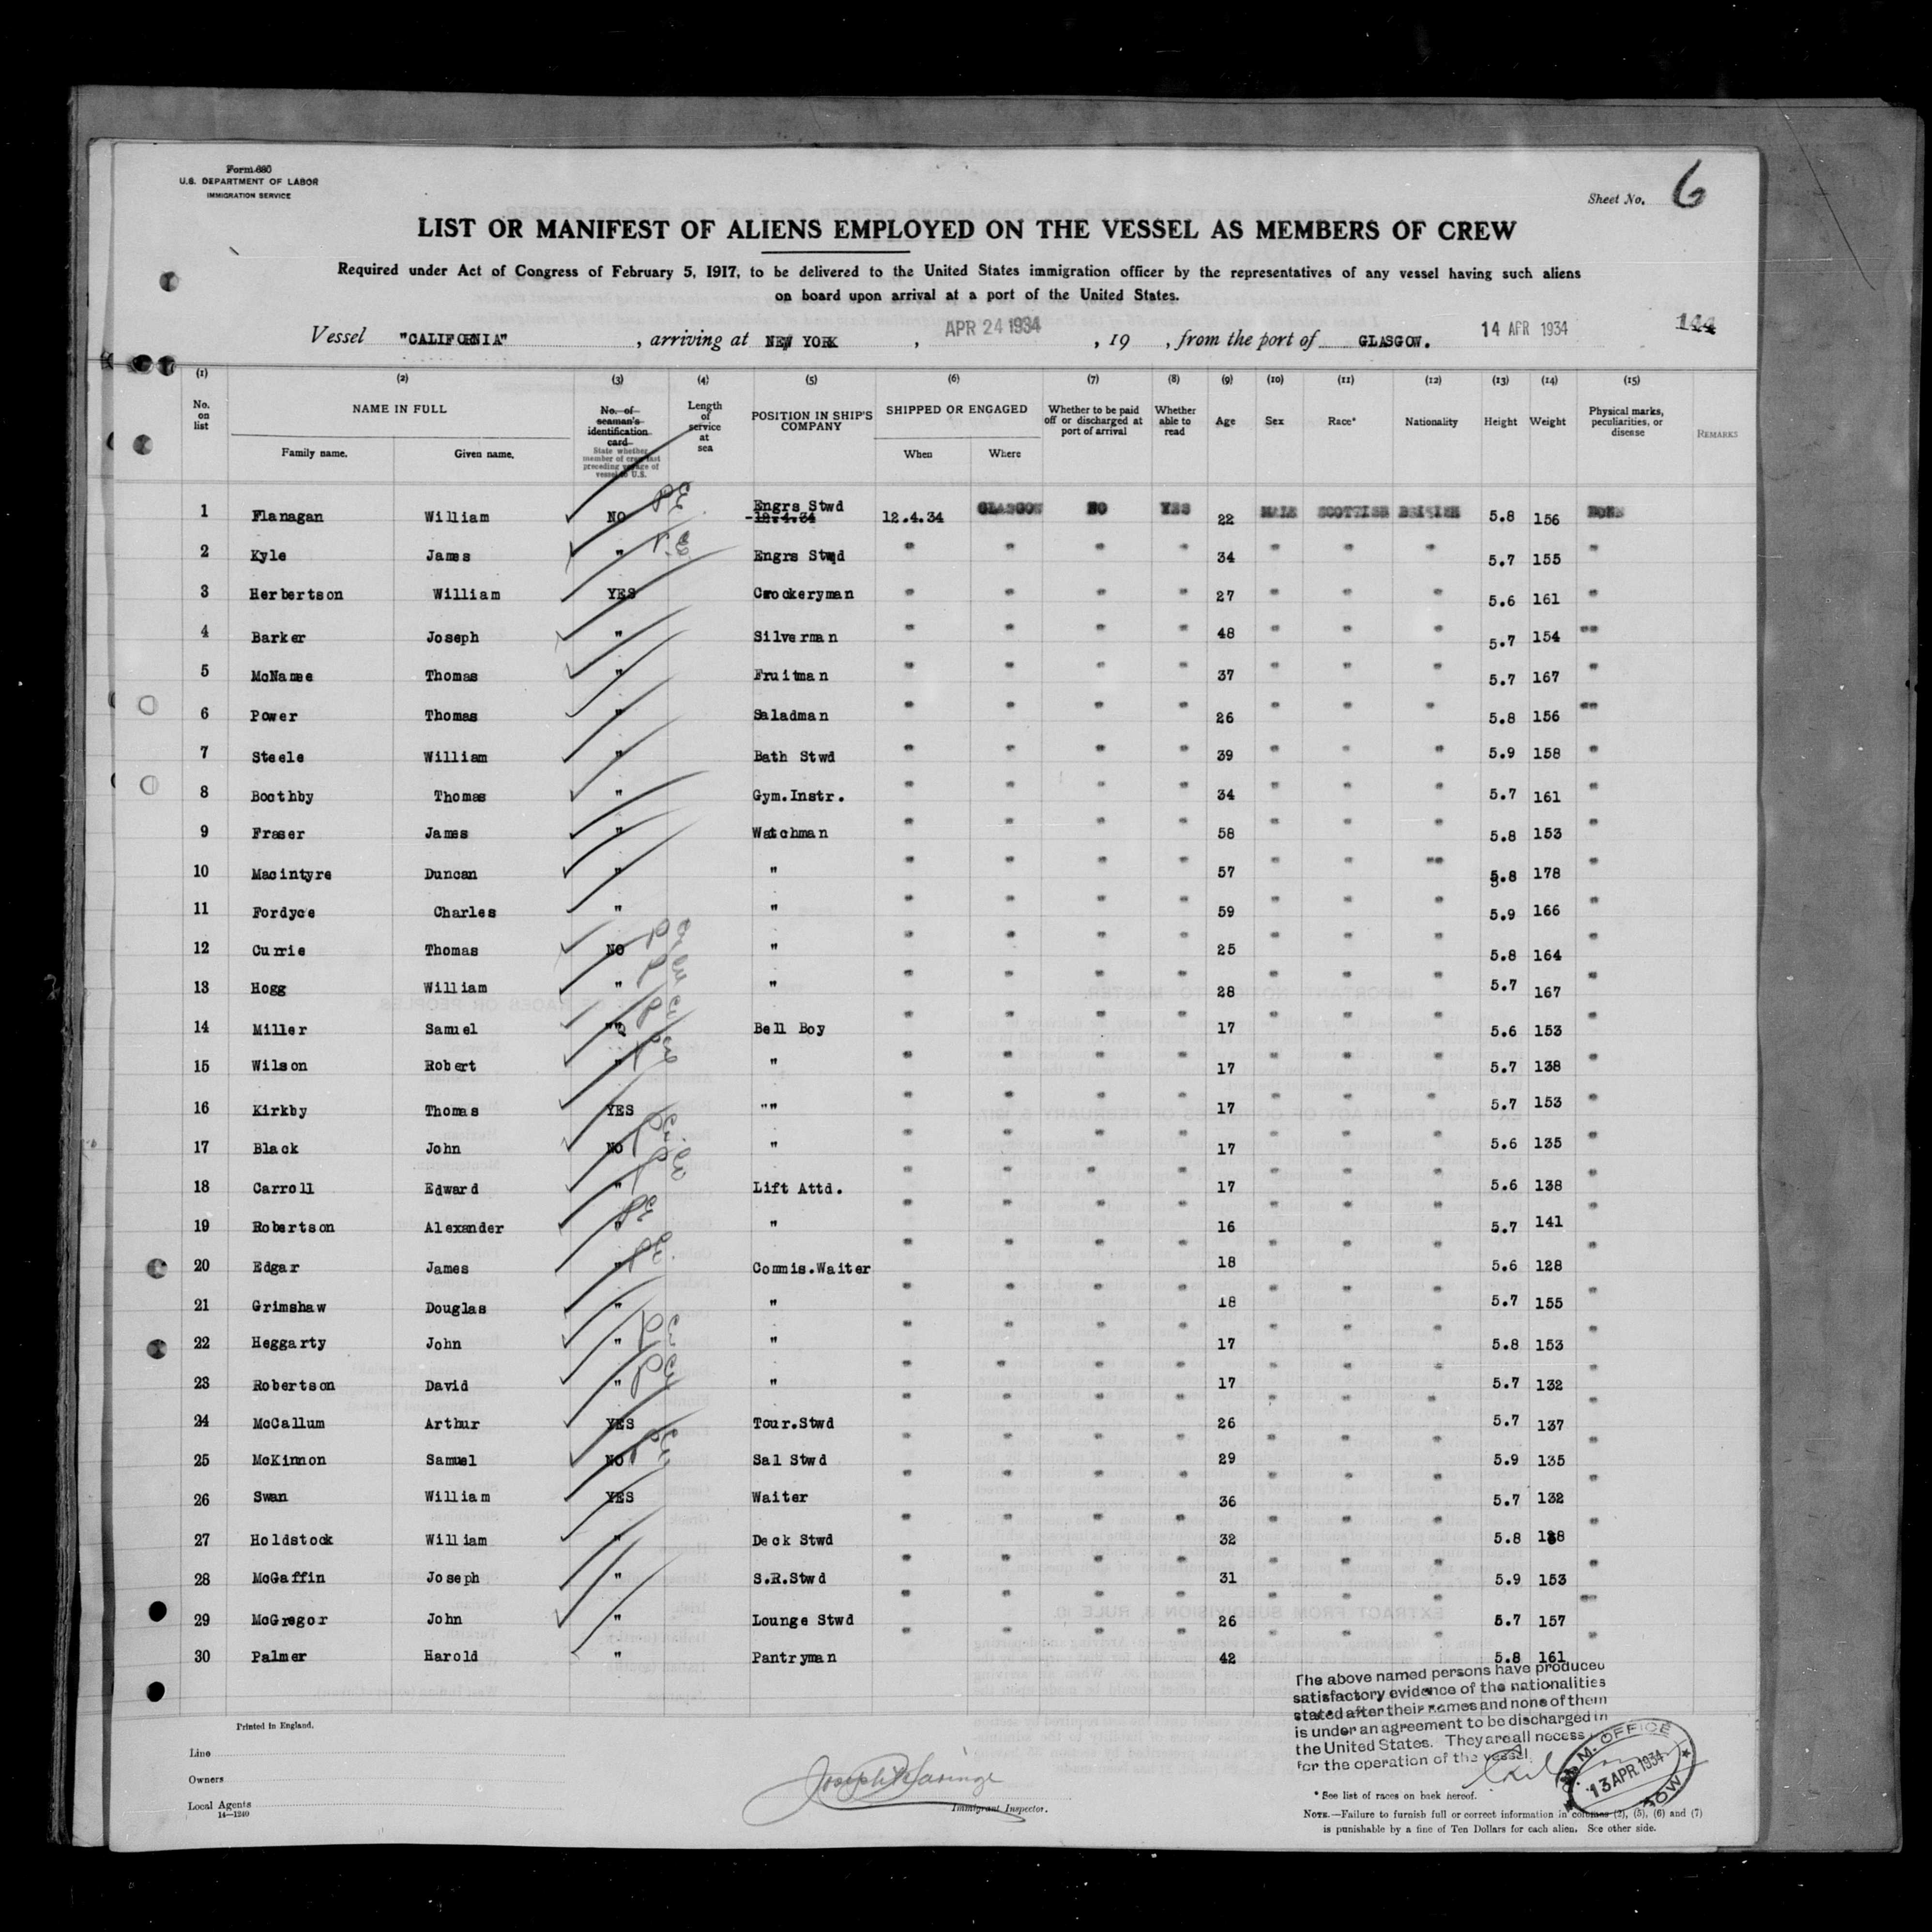 Form 680
U.S. DEPARTMENT OF LABOR
IMMIGRATION SERVICE
Sheet No. 6
LIST OR MANIFEST OF ALIENS EMPLOYED ON THE VESSEL AS MEMBERS OF CREW
Required under Act of Congress of February 5, 1917, to be delivered to the United States immigration officer by the representatives of any vessel having such aliens
on board upon arrival at a port of the United States.
Vessel "CALIFORNIA", arriving at NEW YORK, APR 24 1934, 19 , from the port of GLASGOW. 14 APR 1934 144
(1) (2) (3) (4) (5) (6) (7) (8) (9) (10) (11) (12) (13) (14) (15)
No. on list NAME IN FULL No. of seaman's identification card State whether member of crew last preceding voyage of vessel to U.S. Length of service at sea POSITION IN SHIP'S COMPANY SHIPPED OR ENGAGED Whether to be paid off or discharged at port of arrival Whether able to read Age Sex Race* Nationality Height Weight Physical marks, peculiarities, or disease REMARKS
Family name. Given name. When Where
1 Flanagan William NO Engrs Stwd 12.4.34 12.4.34 GLASGOW NO YES 22 MALE SCOTTISH BRITISH 5.8 156 NONE
2 Kyle James " Engrs Stwd " " " " 34 " " " 5.7 155 "
3 Herbertson William YES Crockeryman " " " " 27 " " " 5.6 161 "
4 Barker Joseph " Silverman " " " " 48 " " " 5.7 154 "
5 McNamee Thomas " Fruitman " " " " 37 " " " 5.7 167 "
6 Power Thomas " Saladman " " " " 26 " " " 5.8 156 "
7 Steele William " Bath Stwd " " " " 39 " " " 5.9 158 "
8 Boothby Thomas " Gym.Instr. " " " " 34 " " " 5.7 161 "
9 Fraser James " Watchman " " " " 58 " " " 5.8 153 "
10 Macintyre Duncan " " " " " " 57 " " " 5.8 178 "
11 Fordyce Charles " " " " " " 59 " " " 5.9 166 "
12 Currie Thomas NO " " " " " 25 " " " 5.8 164 "
13 Hogg William " " " " " " 28 " " " 5.7 167 "
14 Miller Samuel " Bell Boy " " " " 17 " " " 5.6 153 "
15 Wilson Robert " " " " " " 17 " " " 5.7 138 "
16 Kirkby Thomas YES "" " " " " 17 " " " 5.7 153 "
17 Black John NO " " " " " 17 " " " 5.6 135 "
18 Carroll Edward " Lift Attd. " " " " 17 " " " 5.6 138 "
19 Robertson Alexander " " " " " " 16 " " " 5.7 141 "
20 Edgar James " Commis.Waiter " " " " 18 " " " 5.6 128 "
21 Grimshaw Douglas " " " " " " 18 " " " 5.7 155 "
22 Heggarty John " " " " " " 17 " " " 5.8 153 "
23 Robertson David " " " " " " 17 " " " 5.7 132 "
24 McCallum Arthur YES Tour.Stwd " " " " 26 " " " 5.7 137 "
25 McKinnon Samuel NO Sal Stwd " " " " 29 " " " 5.9 135 "
26 Swan William YES Waiter " " " " 36 " " " 5.7 132 "
27 Holdstock William " Deck Stwd " " " " 32 " " " 5.8 "
28 McGaffin Joseph " S.R.Stwd " " " " 31 " " " 5.9 153 "
29 McGregor John " Lounge Stwd " " " " 26 " " " 5.7 157 "
30 Palmer Harold " Pantryman " " " " 42 " " " 5.8 161 "
The above named persons have produced
satisfactory evidence of the nationalities
stated after their names and none of them
is under an agreement to be discharged in
the United States. They are all necess
for the operation of the vessel
M. OFFICE
13 APR. 1934
Printed in England.
Line
Owners
Local Agents
14—1240
Immigrant Inspector.
* See list of races on back hereof.
NOTE.—Failure to furnish full or correct information in columns (2), (5), (6) and (7)
is punishable by a fine of Ten Dollars for each alien. See other side.